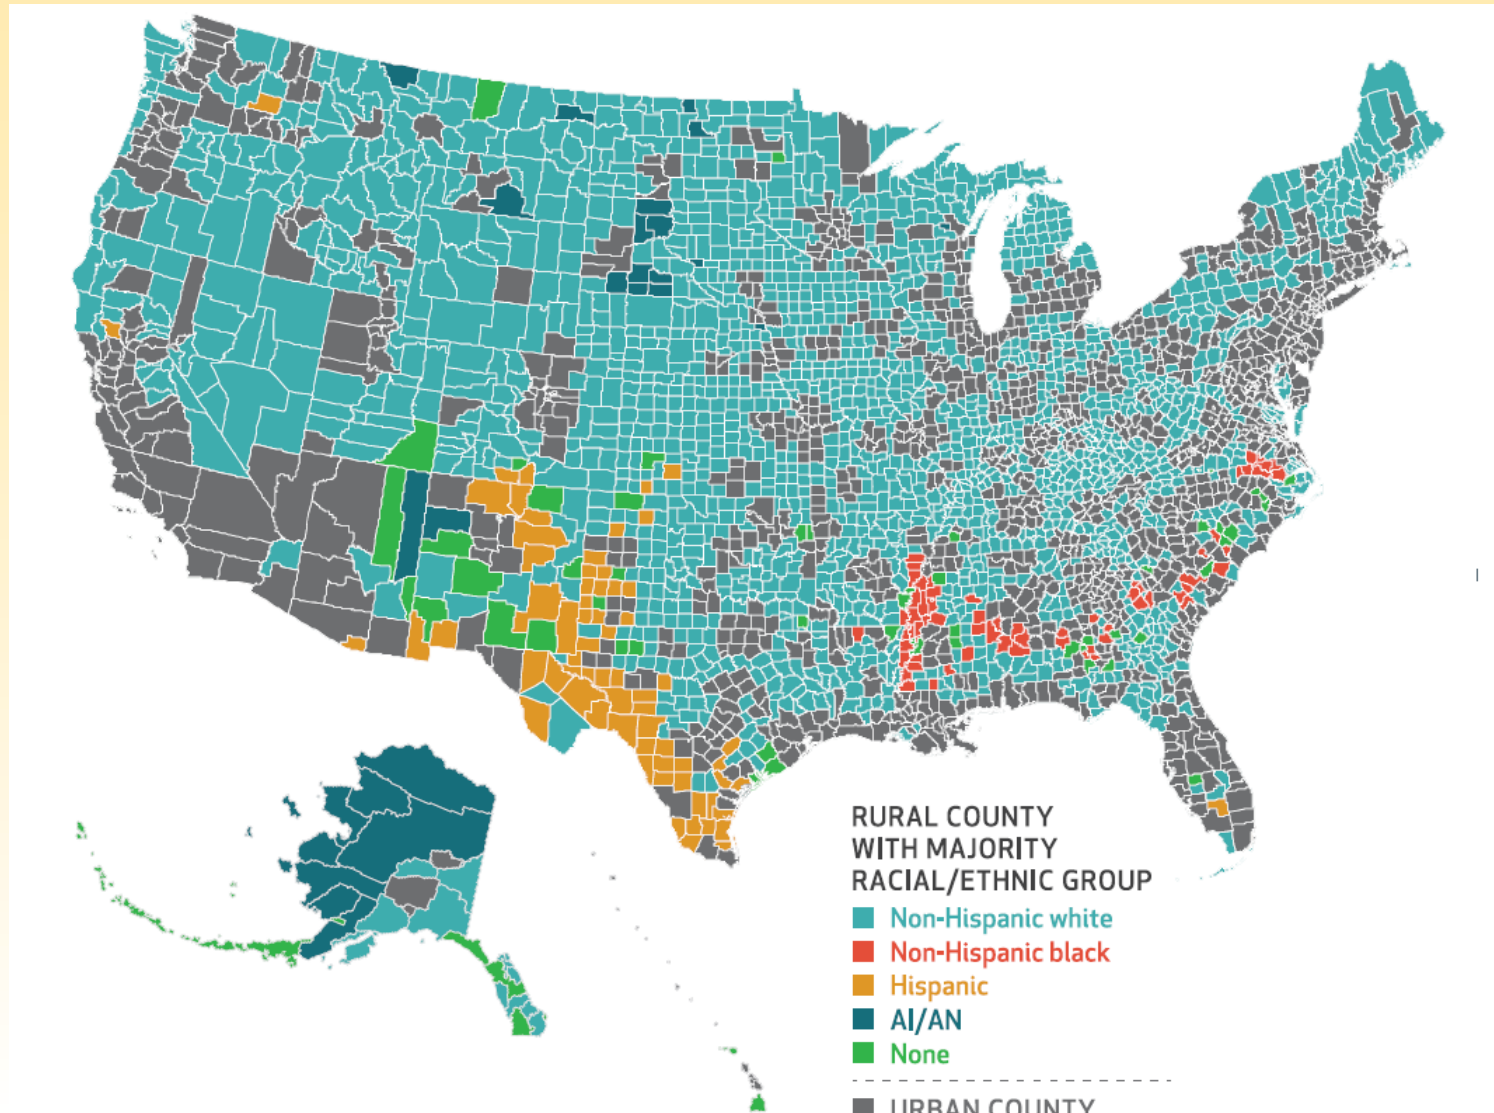 RURAL COUNTY
WITH MAJORITY
RACIAL/ETHNIC GROUP
Non-Hispanic white
Non-Hispanic black
Hispanic
AI/AN
None
URBAN COUNTY